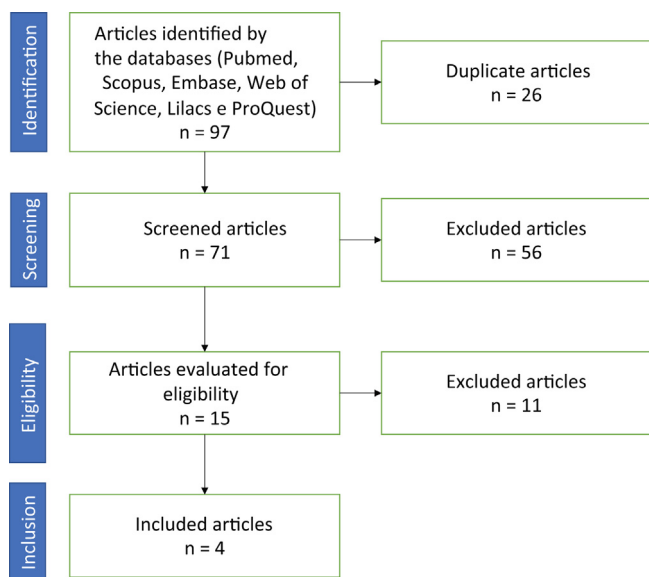 Identification
Articles identified by
the databases (Pubmed,
Scopus, Embase, Web of
Science, Lilacs e ProQuest)
n = 97
Duplicate articles
n = 26
Screening
Screened articles
n = 71
Excluded articles
n = 56
Eligibility
Articles evaluated for
eligibility
n = 15
Excluded articles
n = 11
Inclusion
Included articles
n = 4